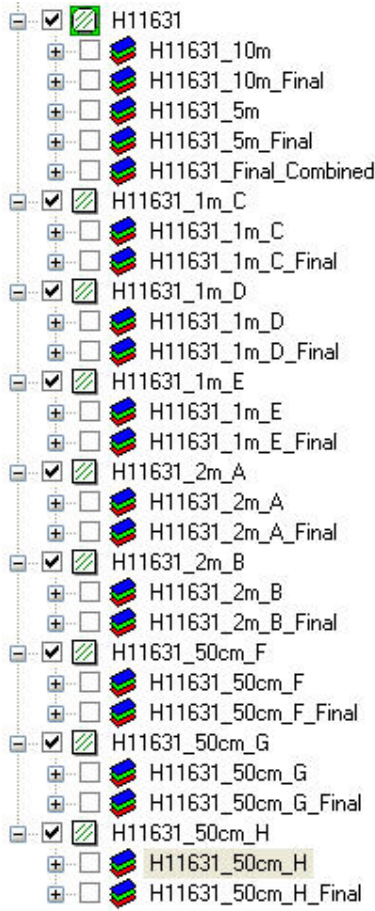 H11631
H11631_10m
H11631_10m_Final
H11631_5m
H11631_5m_Final
H11631_Final_Combined
H11631_1m_C
H11631_1m_C
H11631_1m_C_Final
H11631_1m_D
H11631_1m_D
H11631_1m_D_Final
H11631_1m_E
H11631_1m_E
H11631_1m_E_Final
H11631_2m_A
H11631_2m_A
H11631_2m_A_Final
H11631_2m_B
H11631_2m_B
H11631_2m_B_Final
H11631_50cm_F
H11631_50cm_F
H11631_50cm_F_Final
H11631_50cm_G
H11631_50cm_G
H11631_50cm_G_Final
H11631_50cm_H
H11631_50cm_H
H11631_50cm_H_Final